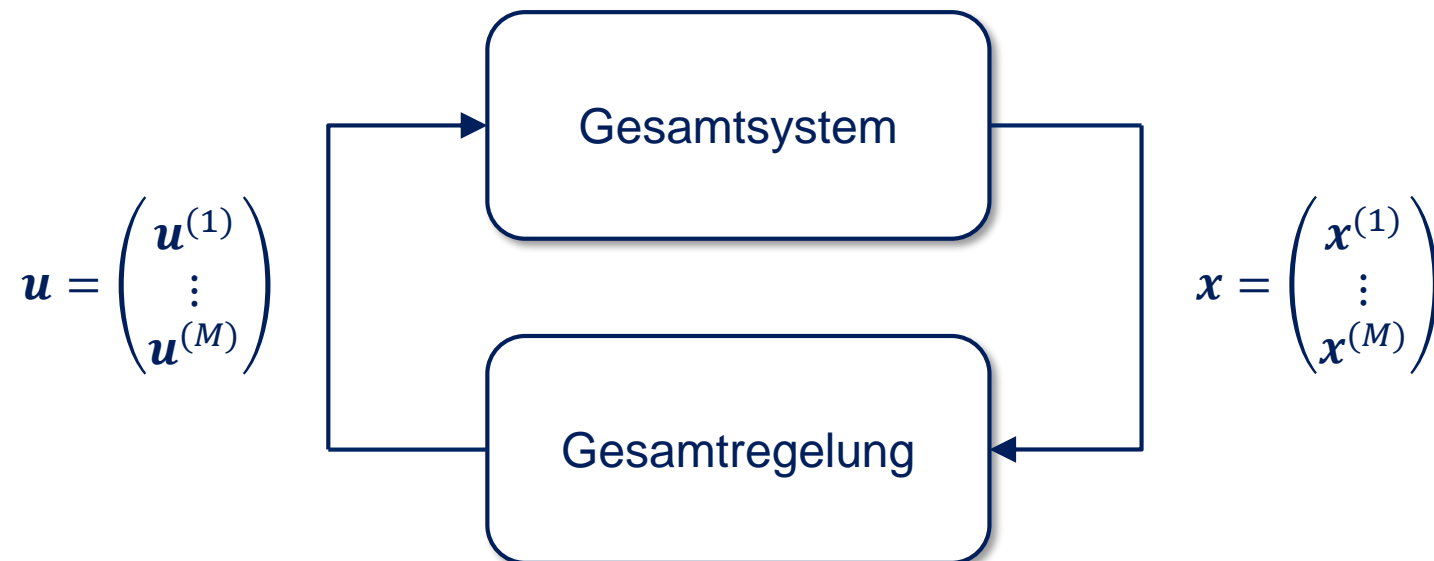 Gesamtsystem
u = (u^(1) ⋮ u^(M))
x = (x^(1) ⋮ x^(M))
Gesamtregelung